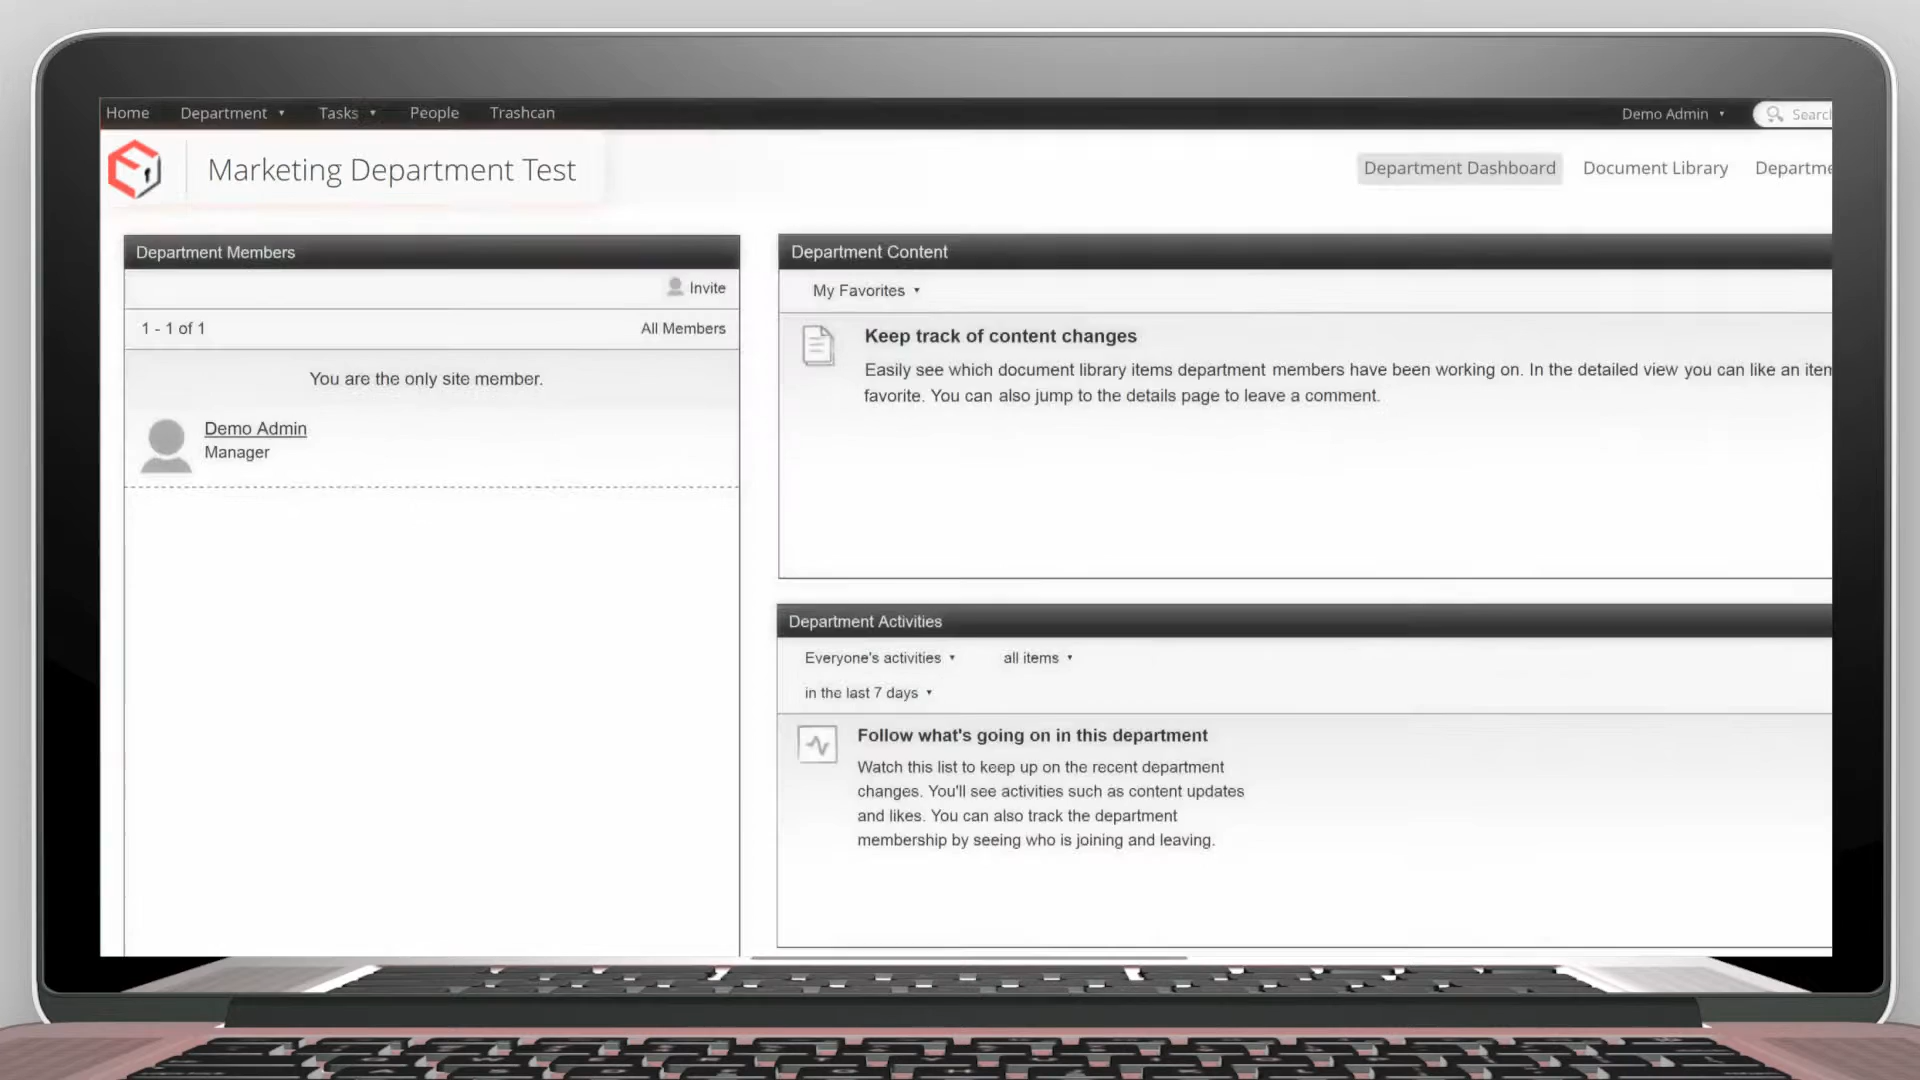 Home Department Tasks People Trashcan Demo Admin
Marketing Department Test
Department Dashboard Document Library
Department Members
Invite
1 - 1 of 1 All Members
You are the only site member.
Demo Admin
Manager
Department Content
My Favorites
Keep track of content changes
Easily see which document library items department members have been working on. In the detailed view you can like an
favorite. You can also jump to the details page to leave a comment.
Department Activities
Everyone's activities all items
in the last 7 days
Follow what's going on in this department
Watch this list to keep up on the recent department
changes. You'll see activities such as content updates
and likes. You can also track the department
membership by seeing who is joining and leaving.